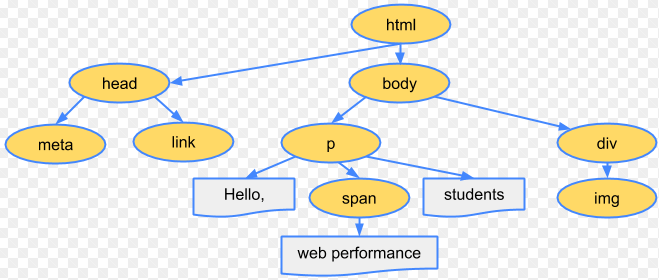 html
head
body
meta
link
p
div
Hello,
span
students
img
web performance